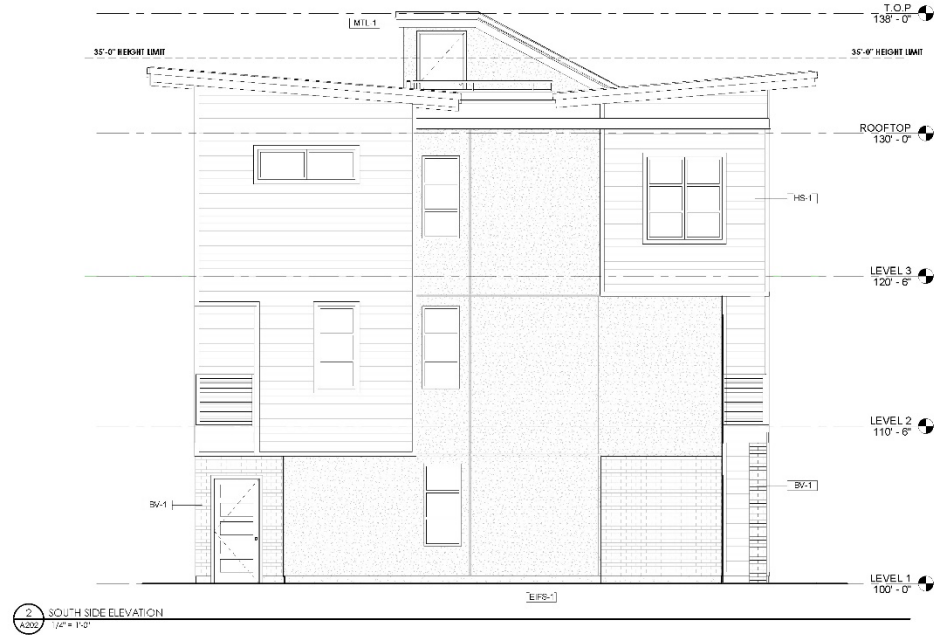 T.O.P
138' - 0"
MTL 1
35'-0" HEIGHT LIMIT
35'-0" HEIGHT LIMIT
ROOFTOP
130' - 0"
HS-1
LEVEL 3
120' - 6"
LEVEL 2
110' - 6"
BV-1
BV-1
LEVEL 1
100' - 0"
EIFS-1
2
SOUTH SIDE ELEVATION
A202
1/4" = 1'-0"